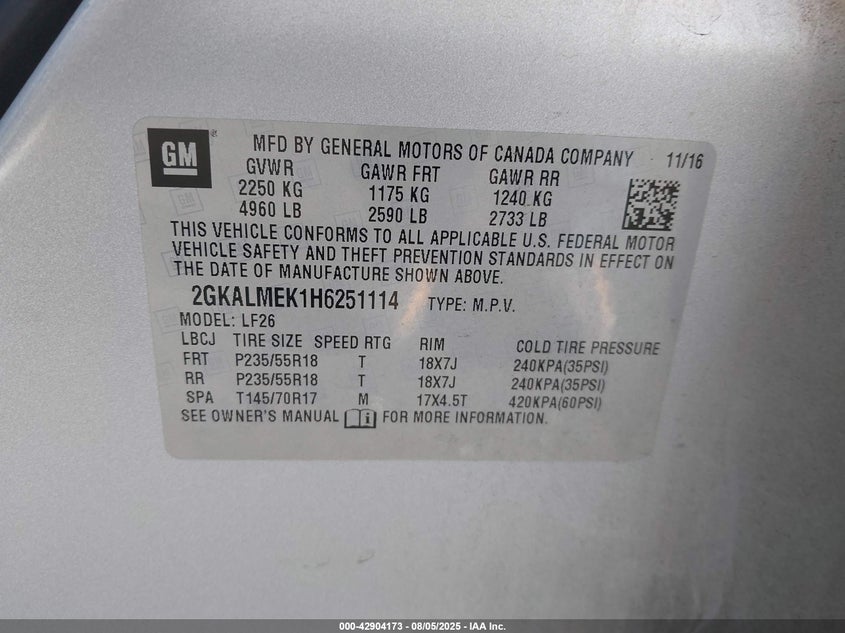 GM
MFD BY GENERAL MOTORS OF CANADA COMPANY 11/16
GVWR GAWR FRT GAWR RR
2250 KG 1175 KG 1240 KG
4960 LB 2590 LB 2733 LB
THIS VEHICLE CONFORMS TO ALL APPLICABLE U.S. FEDERAL MOTOR
VEHICLE SAFETY AND THEFT PREVENTION STANDARDS IN EFFECT ON
THE DATE OF MANUFACTURE SHOWN ABOVE.
2GKALMEK1H6251114 TYPE: M.P.V.
MODEL: LF26
LBCJ TIRE SIZE SPEED RTG RIM COLD TIRE PRESSURE
FRT P235/55R18 T 18X7J 240KPA(35PSI)
RR P235/55R18 T 18X7J 240KPA(35PSI)
SPA T145/70R17 M 17X4.5T 420KPA(60PSI)
SEE OWNER'S MANUAL FOR MORE INFORMATION.
000-42904173 - 08/05/2025 - IAA Inc.